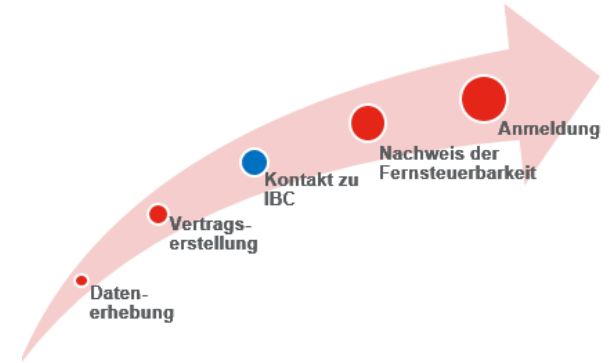 Daten-
erhebung
Vertrags-
erstellung
Kontakt zu
IBC
Nachweis der
Fernsteuerbarkeit
Anmeldung